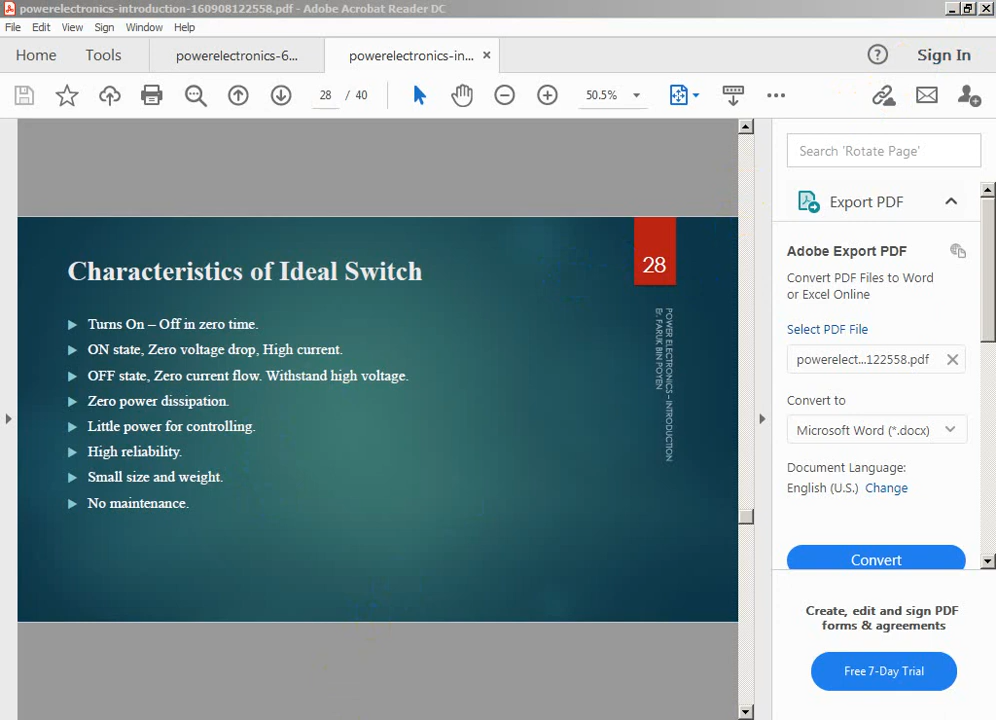 powerelectronics-introduction-160908122558.pdf - Adobe Acrobat Reader DC
File Edit View Sign Window Help
Home Tools powerelectronics-6... powerelectronics-in... × Sign In
28 / 40 50.5%
Search 'Rotate Page'
Export PDF
Adobe Export PDF
Convert PDF Files to Word
or Excel Online
Select PDF File
powerelect...122558.pdf
Convert to
Microsoft Word (*.docx)
Document Language:
English (U.S.) Change
Convert
Create, edit and sign PDF
forms & agreements
Free 7-Day Trial
28
Characteristics of Ideal Switch
Turns On – Off in zero time.
ON state, Zero voltage drop, High current.
OFF state, Zero current flow. Withstand high voltage.
Zero power dissipation.
Little power for controlling.
High reliability.
Small size and weight.
No maintenance.
POWER ELECTRONICS – INTRODUCTION
Er. FARUK BIN POYEN